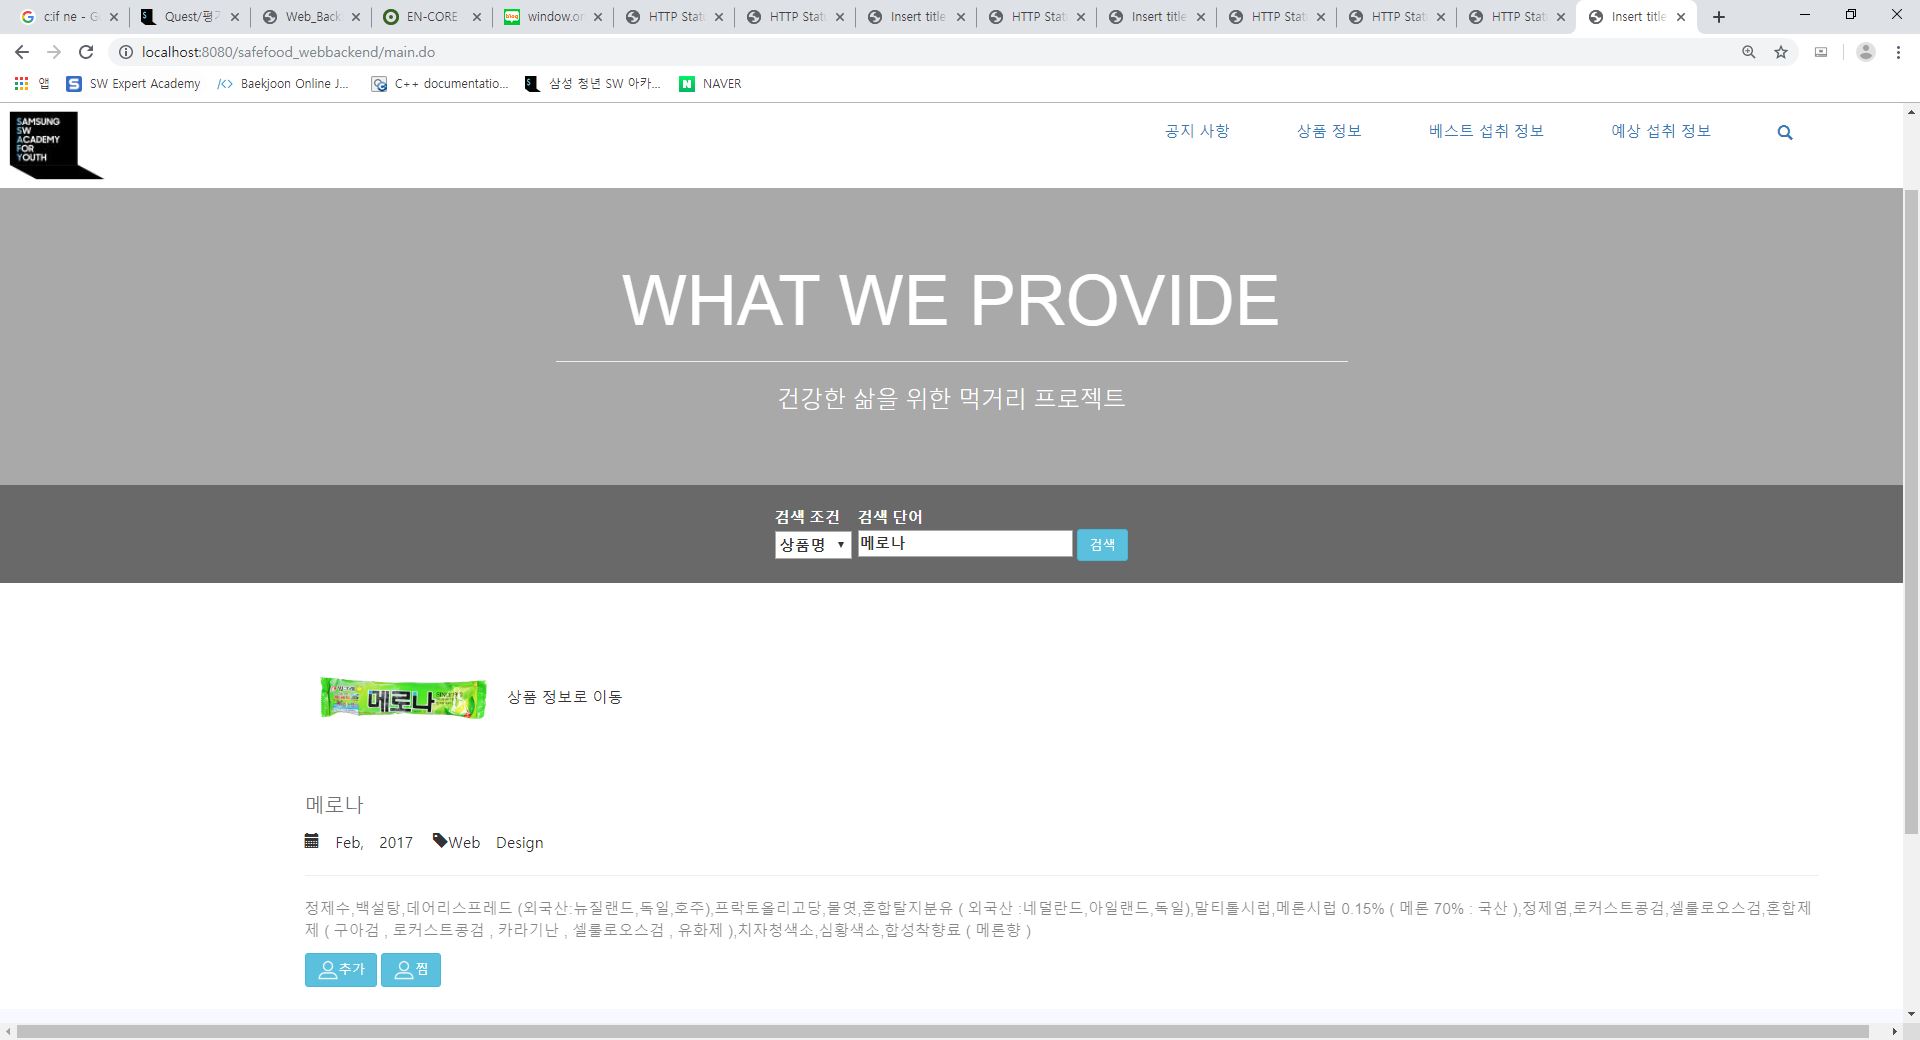 c:if ne - G
Quest/평가
Web_Back
EN-CORE
window.or
HTTP Stat
HTTP Stat
Insert title
HTTP Stat
Insert title
HTTP Stat
HTTP Stat
HTTP Stat
Insert title
localhost:8080/safefood_webbackend/main.do
앱
SW Expert Academy
Baekjoon Online J...
C++ documentatio...
삼성 청년 SW 아카...
NAVER
SAMSUNG
SW
ACADEMY
FOR
YOUTH
공지 사항
상품 정보
베스트 섭취 정보
예상 섭취 정보
WHAT WE PROVIDE
건강한 삶을 위한 먹거리 프로젝트
검색 조건 검색 단어
상품명 메로나 검색
메로나
상품 정보로 이동
메로나
Feb, 2017 Web Design
정제수,백설탕,데어리스프레드 (외국산:뉴질랜드,독일,호주),프락토올리고당,물엿,혼합탈지분유 ( 외국산 :네덜란드,아일랜드,독일),말티톨시럽,메론시럽 0.15% ( 메론 70% : 국산 ),정제염,로커스트콩검,셀룰로오스검,혼합제
제 ( 구아검 , 로커스트콩검 , 카라기난 , 셀룰로오스검 , 유화제 ),치자청색소,심황색소,합성착향료 ( 메론향 )
추가 찜